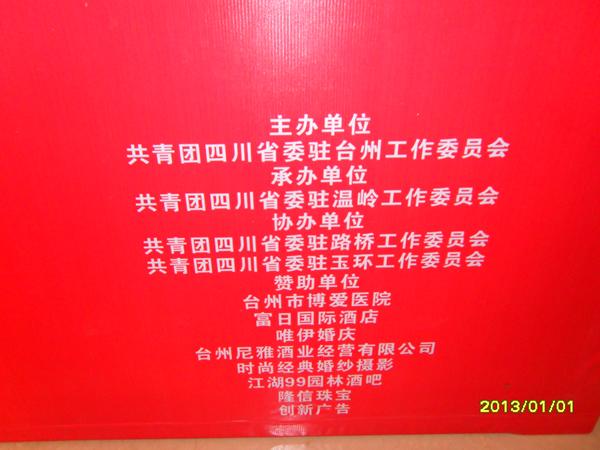 主办单位
共青团四川省委驻台州工作委员会
承办单位
共青团四川省委驻温岭工作委员会
协办单位
共青团四川省委驻路桥工作委员会
共青团四川省委驻玉环工作委员会
赞助单位
台州市博爱医院
富日国际酒店
唯伊婚庆
台州尼雅酒业经营有限公司
时尚经典婚纱摄影
江湖99园林酒吧
隆信珠宝
创新广告
2013/01/01